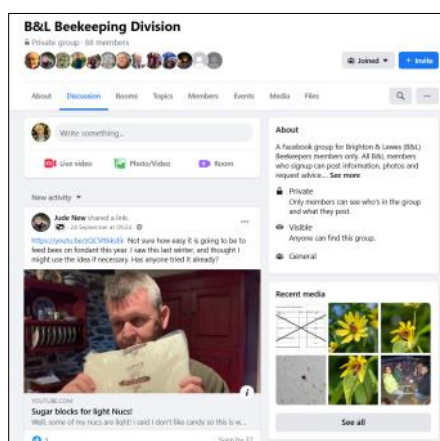 B&L Beekeeping Division
Private group · 88 members
Joined
+ Invite
About
Discussion
Rooms
Topics
Members
Events
Media
Files
Write something...
Live video
Photo/Video
Room
New activity
Jude New shared a link.
24 September at 09:24
Not sure how easy it is going to be to
feed bees on fondant this year. I saw this last winter, and thought I
might use the idea if necessary. Has anyone tried it already?
YOUTUBE.COM
Sugar blocks for light Nucs!
Well, some of my nucs are light! i said I don't like candy so this is w...
1
Seen by 37
About
A Facebook group for Brighton & Lewes (B&L)
Beekeepers members only. All B&L members
who signup can post information, photos and
request advice.... See more
Private
Only members can see who's in the group
and what they post.
Visible
Anyone can find this group.
General
Recent media
See all